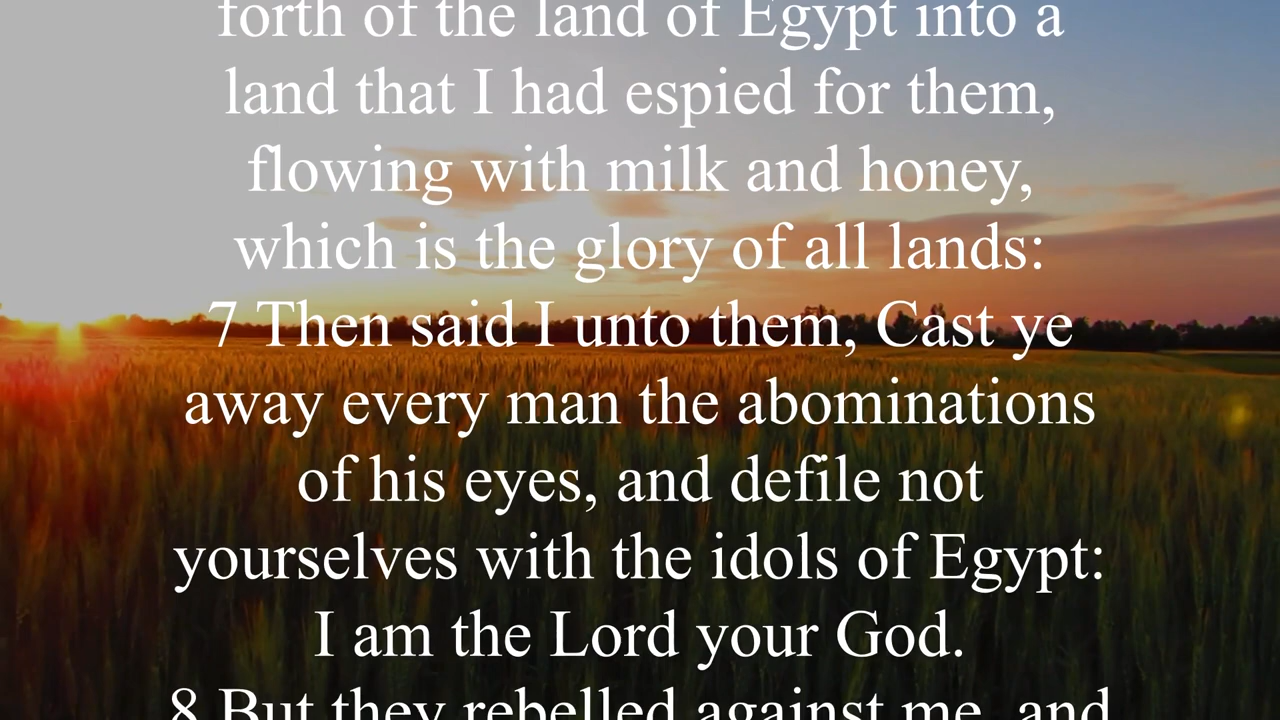 forth of the land of Egypt into a
land that I had espied for them,
flowing with milk and honey,
which is the glory of all lands:
7 Then said I unto them, Cast ye
away every man the abominations
of his eyes, and defile not
yourselves with the idols of Egypt:
I am the Lord your God.
8 But they rebelled against me, and